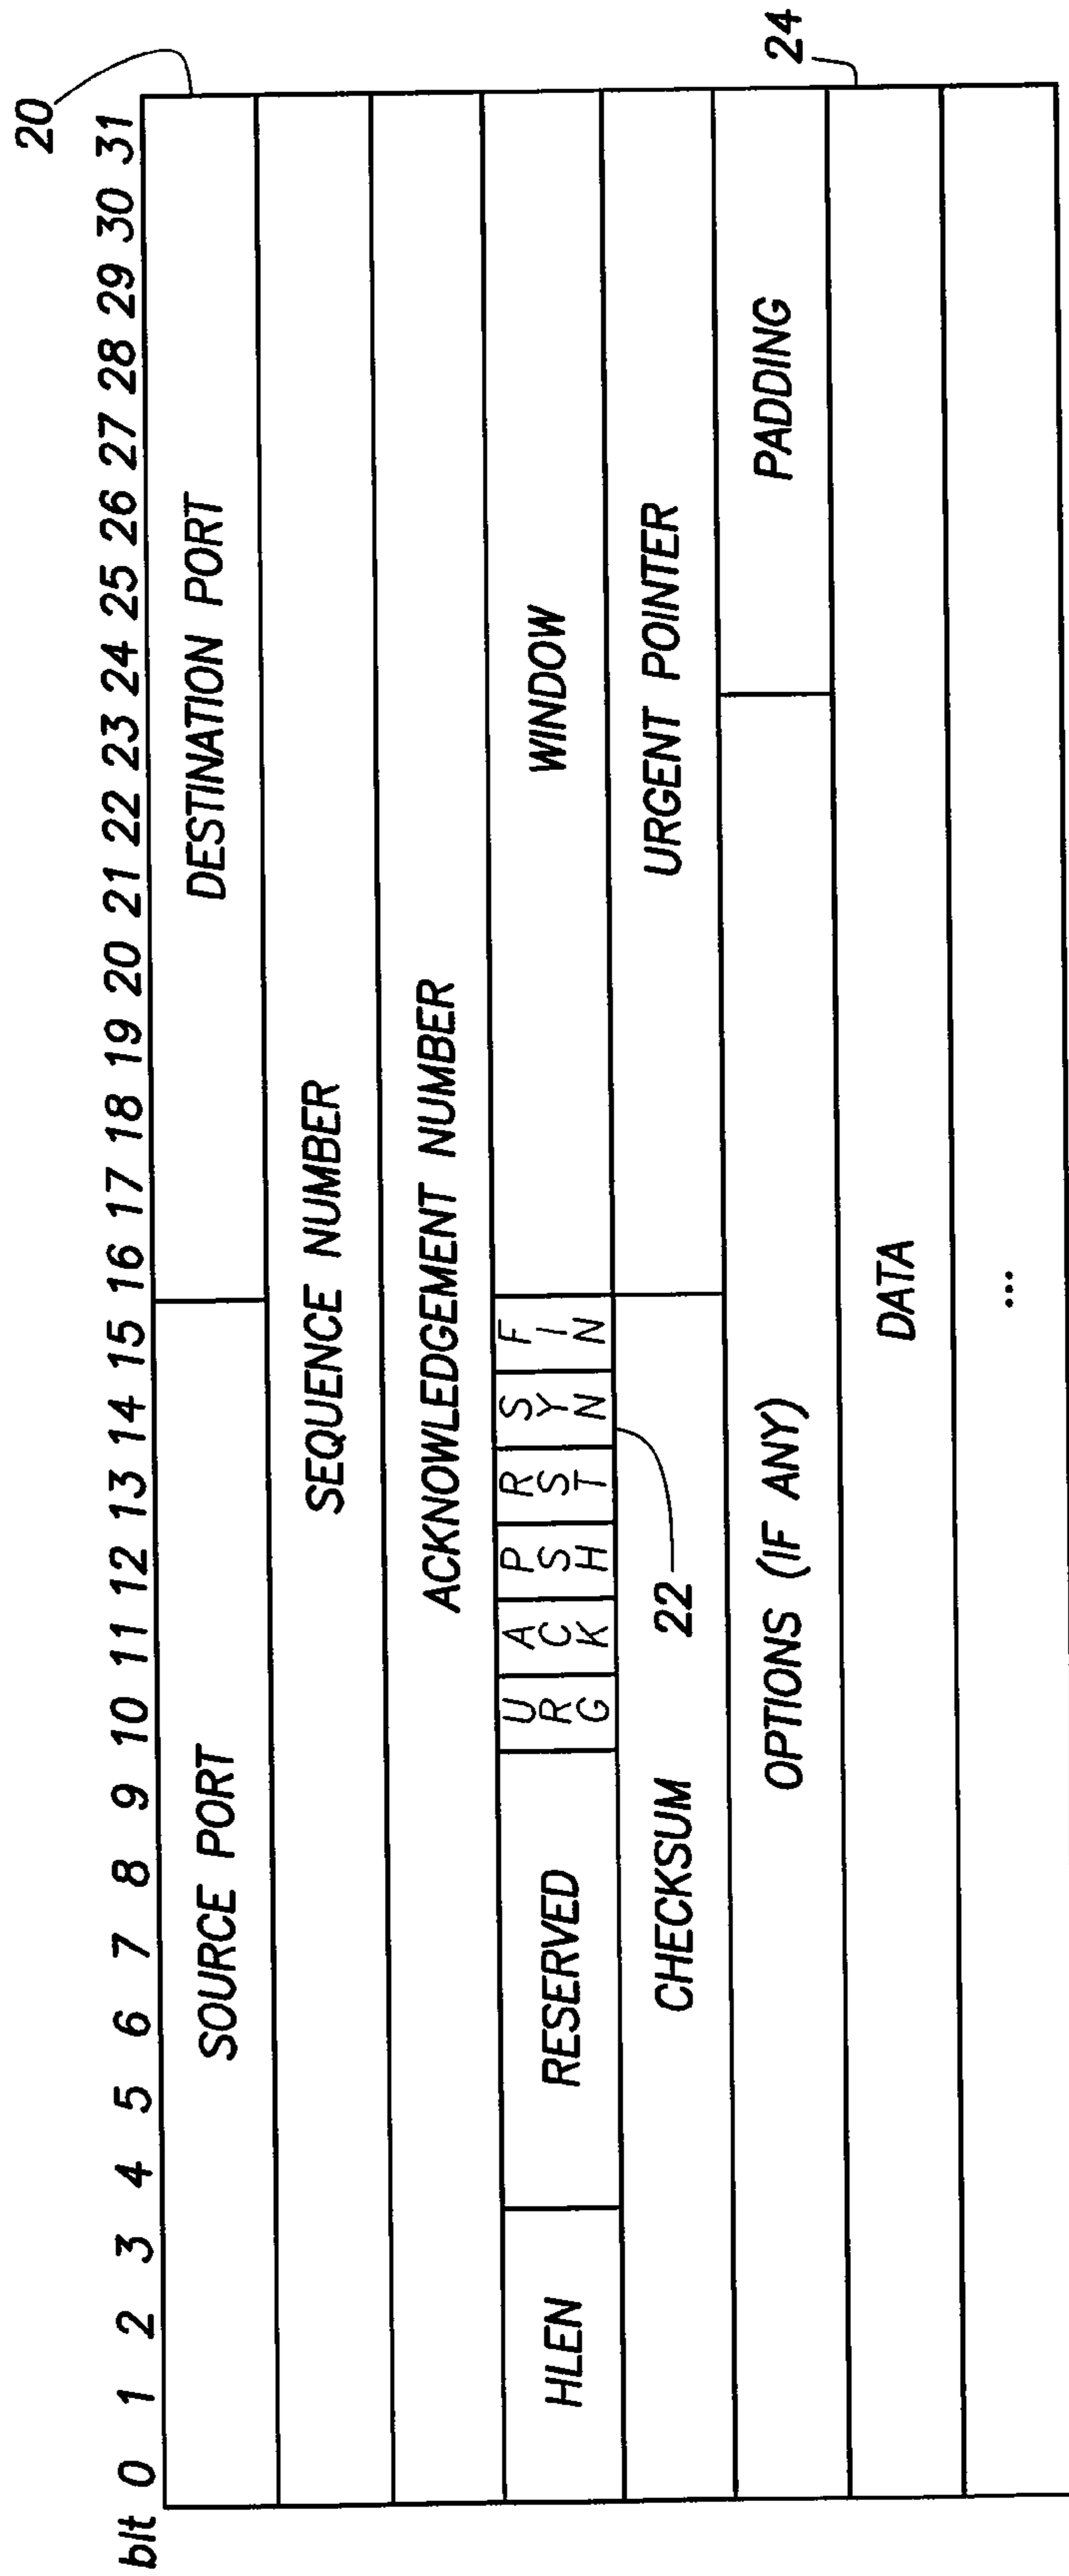 20
bit 0 1 2 3 4 5 6 7 8 9 10 11 12 13 14 15 16 17 18 19 20 21 22 23 24 25 26 27 28 29 30 31
SOURCE PORT DESTINATION PORT
SEQUENCE NUMBER
ACKNOWLEDGEMENT NUMBER
HLEN RESERVED URG ACK PSH RST SYN FIN WINDOW
CHECKSUM 22 URGENT POINTER
OPTIONS (IF ANY) PADDING
24
DATA
...